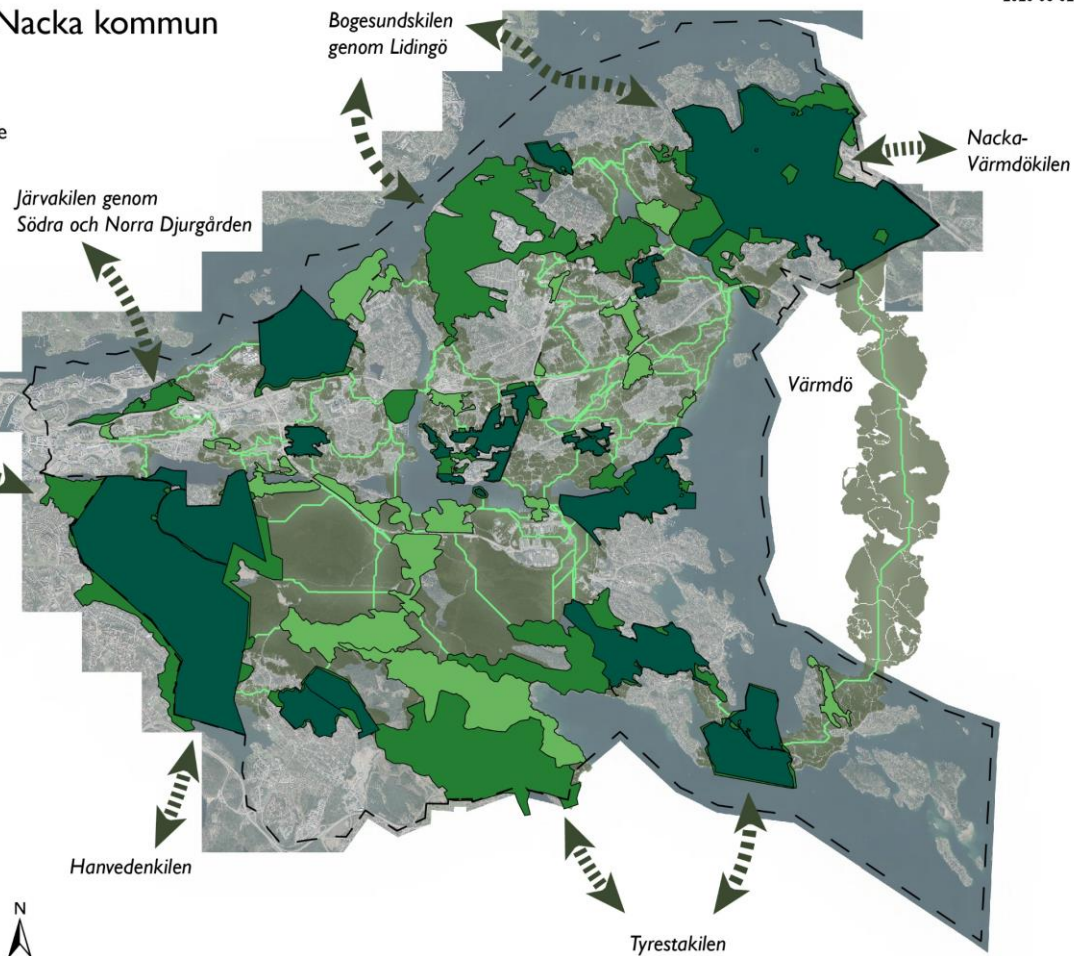 Nacka kommun
Bogesundskilen
genom Lidingö
e
Nacka-
Värmdökilen
Järvakilen genom
Södra och Norra Djurgården
Värmdö
Hanvedenkilen
N
Tyrestakilen